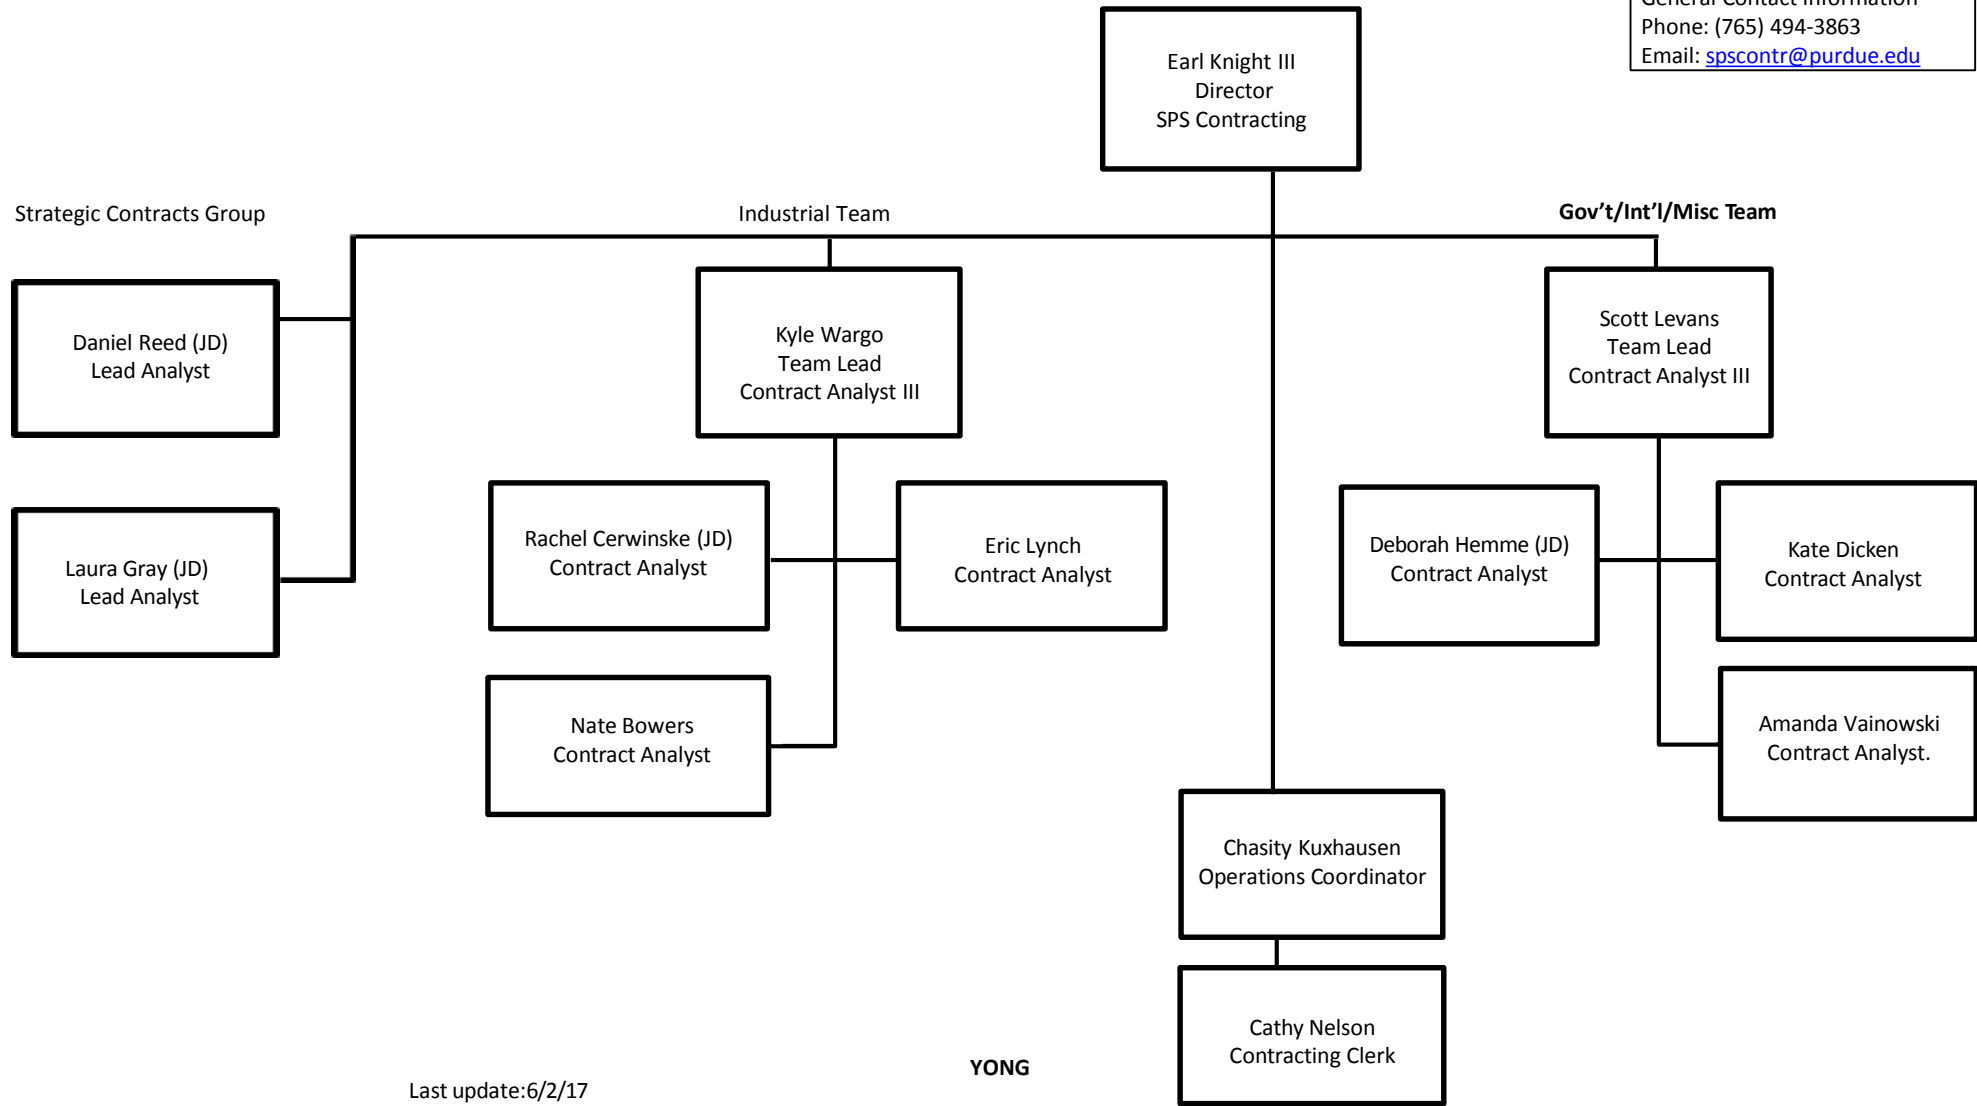 General Contact Information
Phone: (765) 494-3863
Email: spscontr@purdue.edu
Earl Knight III
Director
SPS Contracting
Strategic Contracts Group
Industrial Team
Gov’t/Int’l/Misc Team
Daniel Reed (JD)
Lead Analyst
Kyle Wargo
Team Lead
Contract Analyst III
Scott Levans
Team Lead
Contract Analyst III
Laura Gray (JD)
Lead Analyst
Rachel Cerwinske (JD)
Contract Analyst
Eric Lynch
Contract Analyst
Deborah Hemme (JD)
Contract Analyst
Kate Dicken
Contract Analyst
Nate Bowers
Contract Analyst
Amanda Vainowski
Contract Analyst.
Chasity Kuxhausen
Operations Coordinator
Cathy Nelson
Contracting Clerk
YONG
Last update:6/2/17